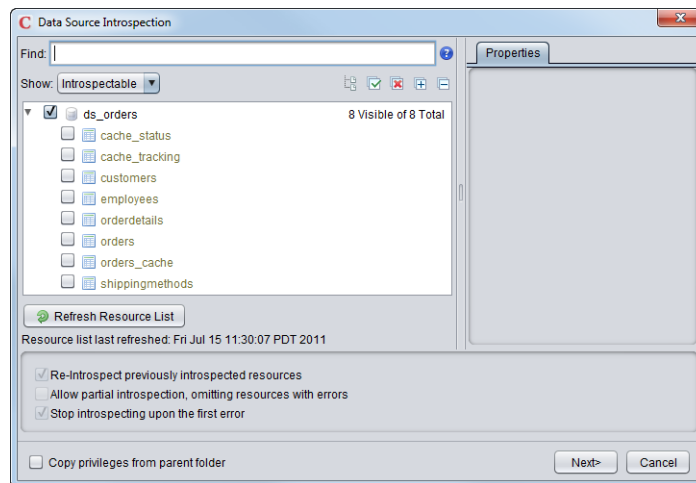 C Data Source Introspection
Find:
Properties
Show: Introspectable
ds_orders 8 Visible of 8 Total
cache_status
cache_tracking
customers
employees
orderdetails
orders
orders_cache
shippingmethods
Refresh Resource List
Resource list last refreshed: Fri Jul 15 11:30:07 PDT 2011
Re-Introspect previously introspected resources
Allow partial introspection, omitting resources with errors
Stop introspecting upon the first error
Copy privileges from parent folder
Next> Cancel